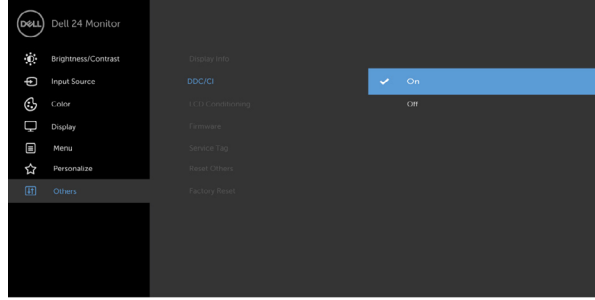 DELL
Dell 24 Monitor
Brightness/Contrast
Input Source
Color
Display
Menu
Personalize
Others
Display Info
DDC/CI
LCD Conditioning
Firmware
Service Tag
Reset Others
Factory Reset
On
Off